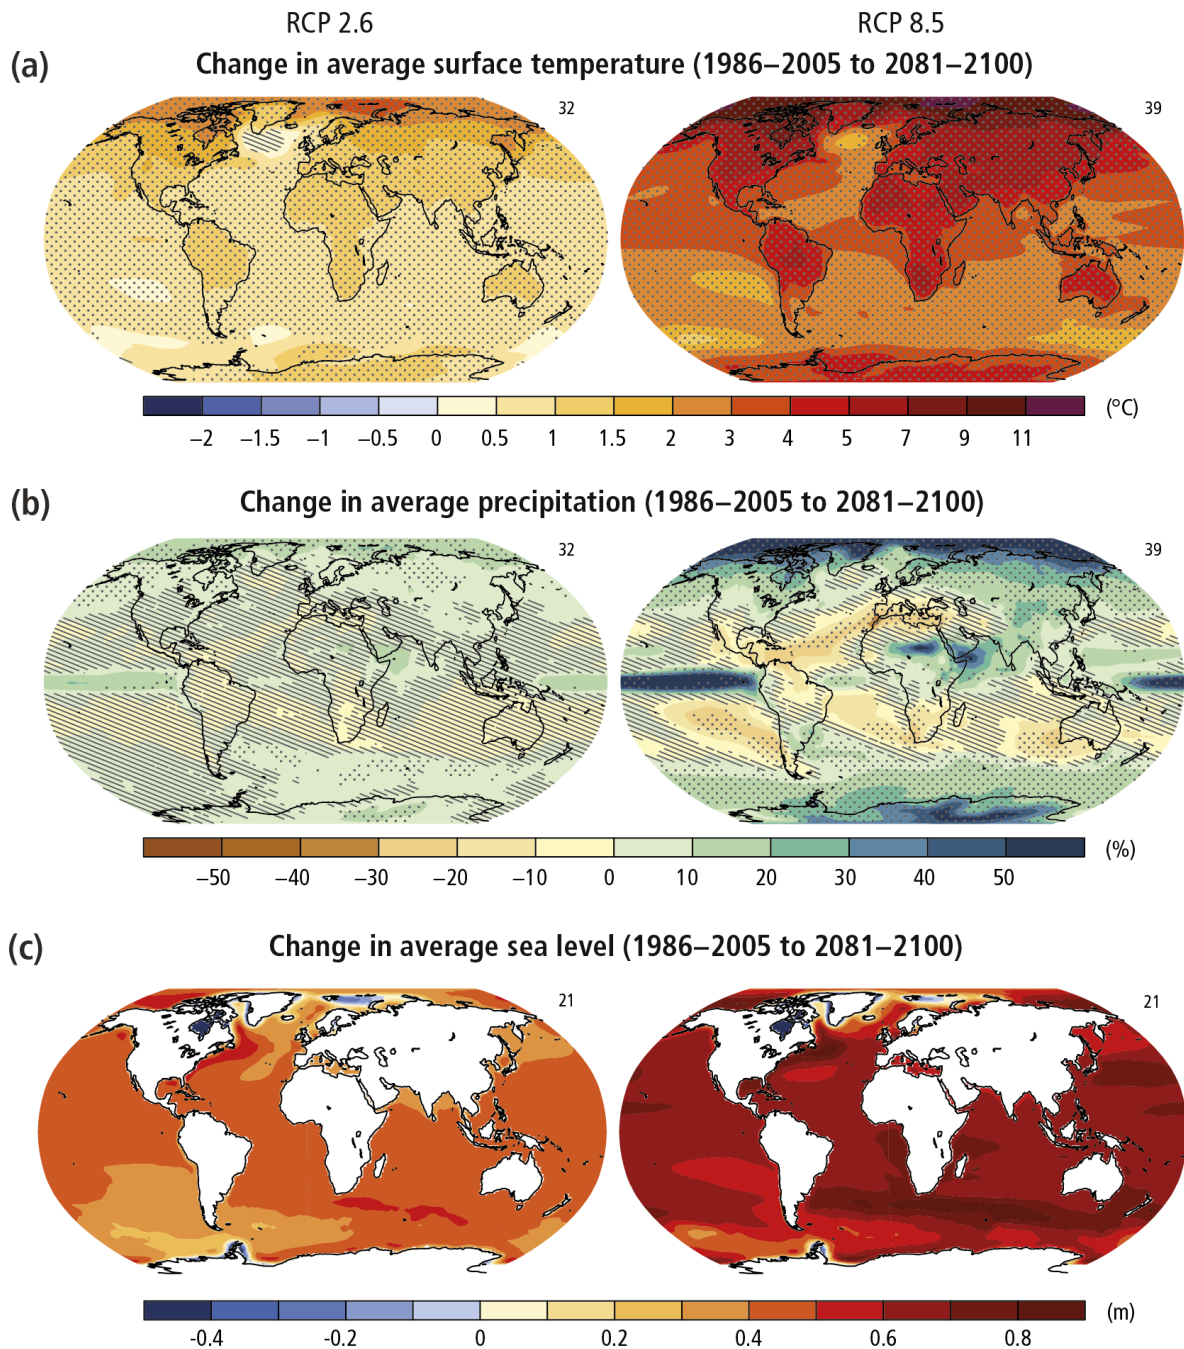 RCP 2.6 RCP 8.5
(a) Change in average surface temperature (1986–2005 to 2081–2100)
32 39
−2 −1.5 −1 −0.5 0 0.5 1 1.5 2 3 4 5 7 9 11 (°C)
(b) Change in average precipitation (1986–2005 to 2081–2100)
32 39
−50 −40 −30 −20 −10 0 10 20 30 40 50 (%)
(c) Change in average sea level (1986–2005 to 2081–2100)
21 21
-0.4 -0.2 0 0.2 0.4 0.6 0.8 (m)